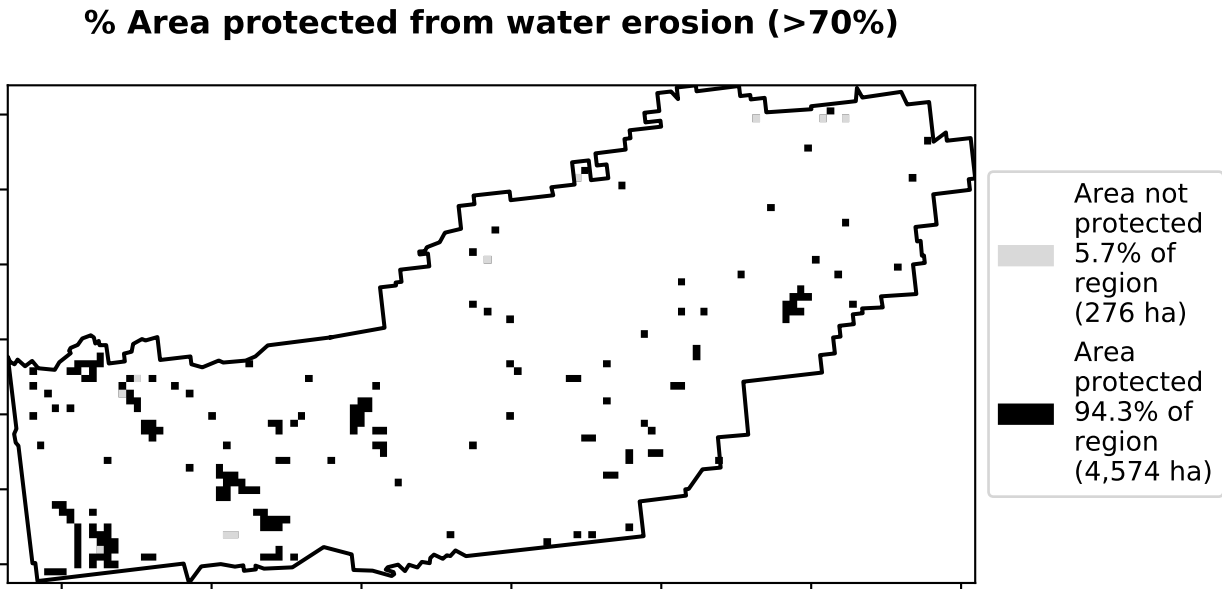 % Area protected from water erosion (>70%)
Area not
protected
5.7% of
region
(276 ha)
Area
protected
94.3% of
region
(4,574 ha)